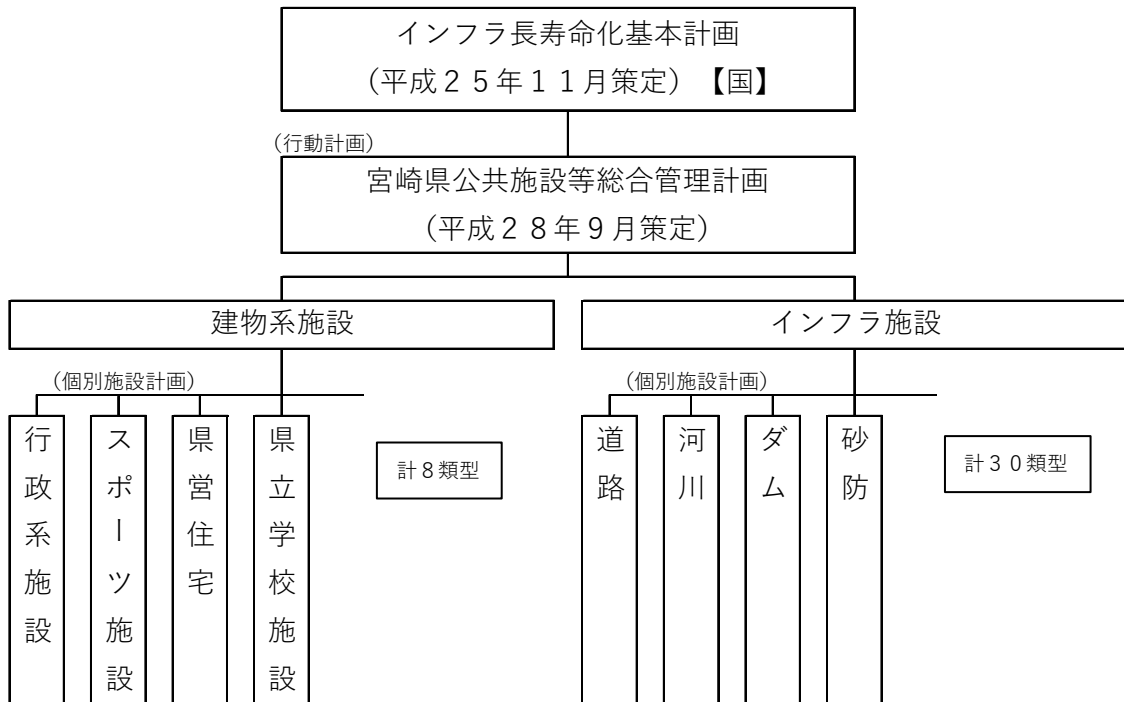 インフラ長寿命化基本計画
（平成２５年１１月策定）【国】
（行動計画）
宮崎県公共施設等総合管理計画
（平成２８年９月策定）
建物系施設
インフラ施設
（個別施設計画）
行政系施設
スポーツ施設
県営住宅
県立学校施設
計８類型
（個別施設計画）
道路
河川
ダム
砂防
計３０類型